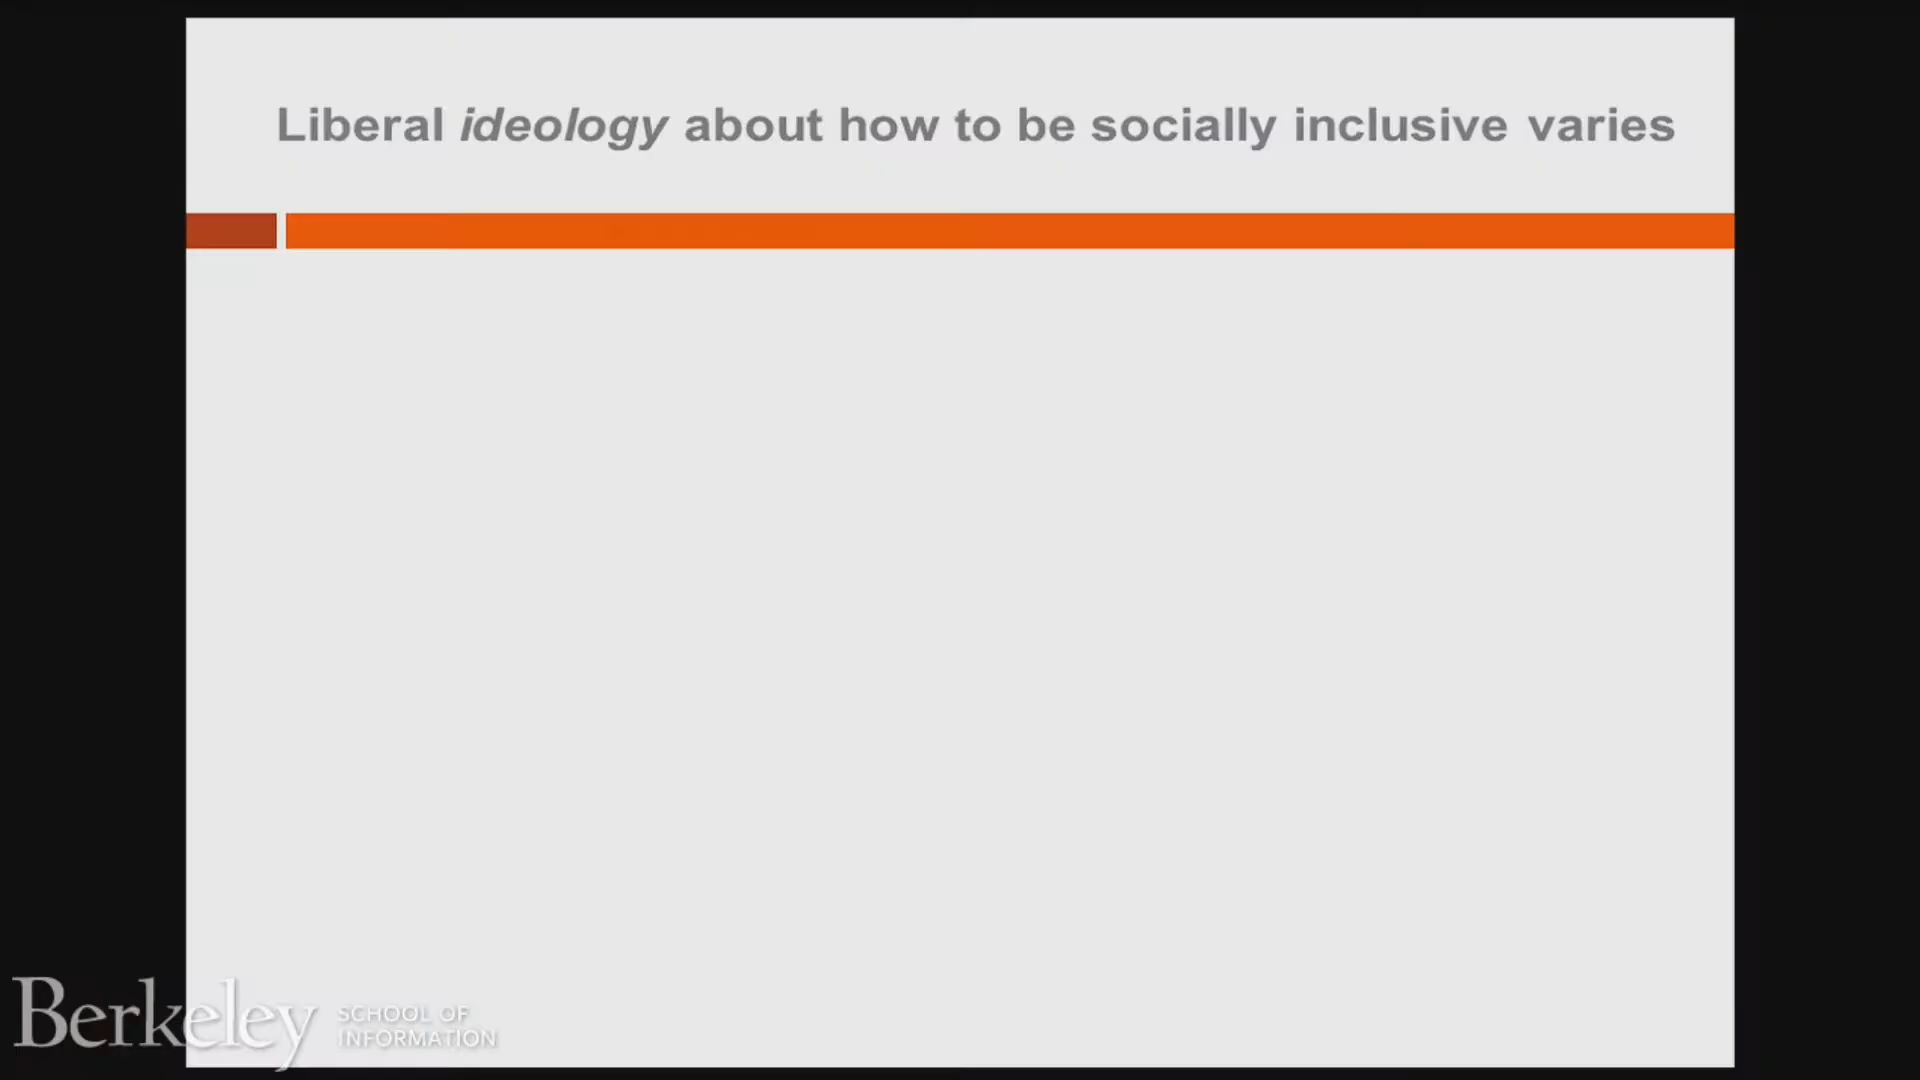 Liberal ideology about how to be socially inclusive varies
Berkeley
SCHOOL OF
INFORMATION